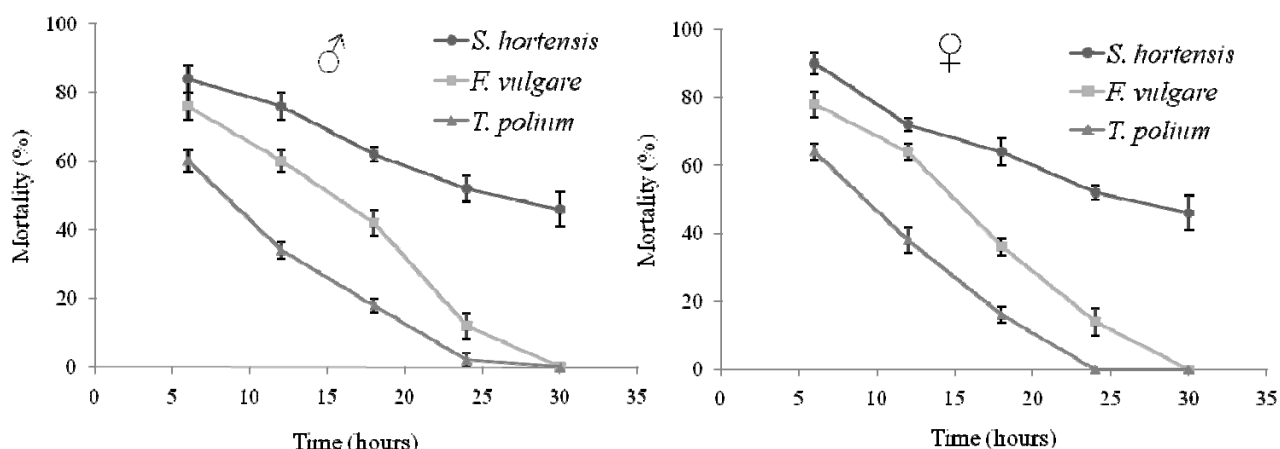 100
80
60
40
20
0
Mortality (%)
♂
S. hortensis
F. vulgare
T. polium
0 5 10 15 20 25 30 35
Time (hours)
100
80
60
40
20
0
Mortality (%)
♀
S. hortensis
F. vulgare
T. polium
0 5 10 15 20 25 30 35
Time (hours)